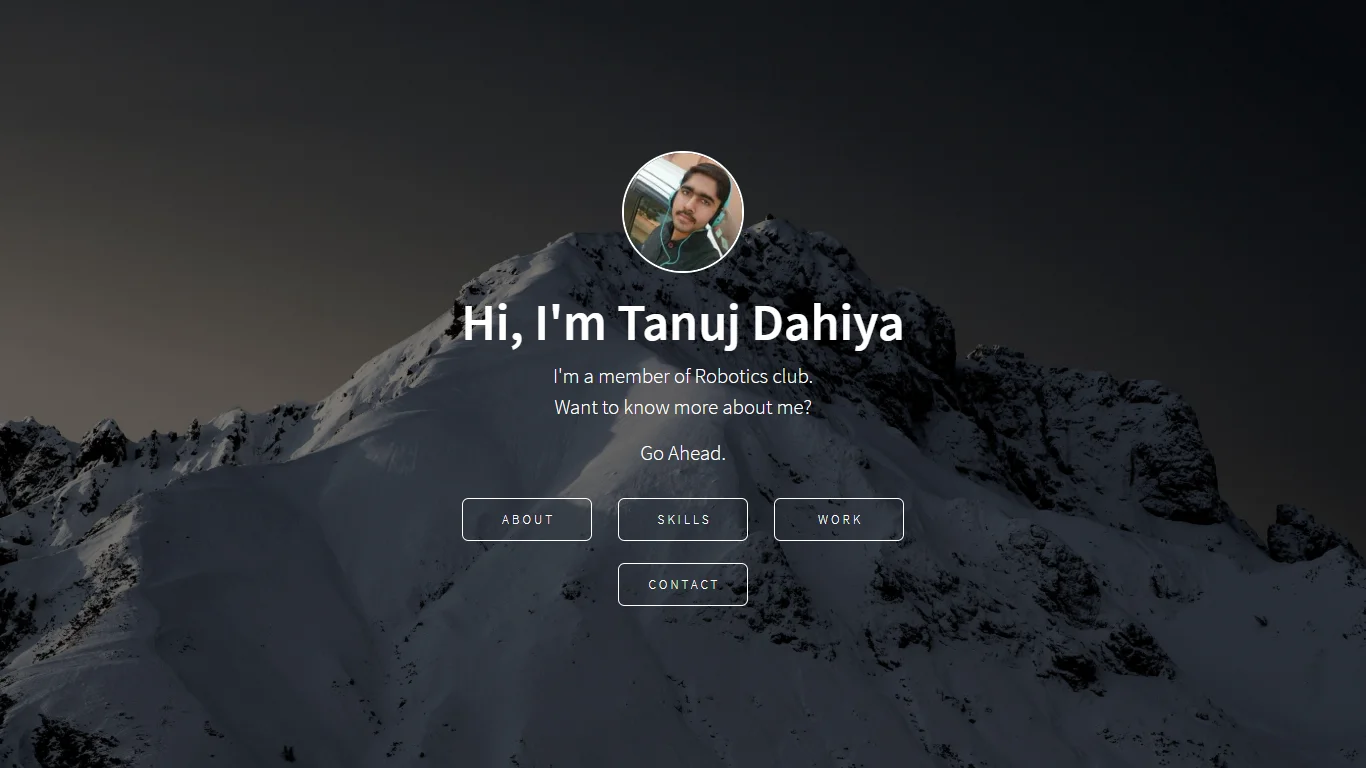 Hi, I'm Tanuj Dahiya
I'm a member of Robotics club.
Want to know more about me?
Go Ahead.
ABOUT
SKILLS
WORK
CONTACT